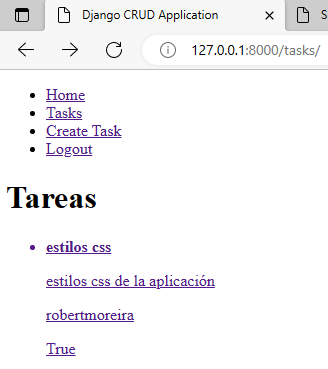 Django CRUD Application
127.0.0.1:8000/tasks/
Home
Tasks
Create Task
Logout
Tareas
estilos css
estilos css de la aplicación
robertmoreira
True